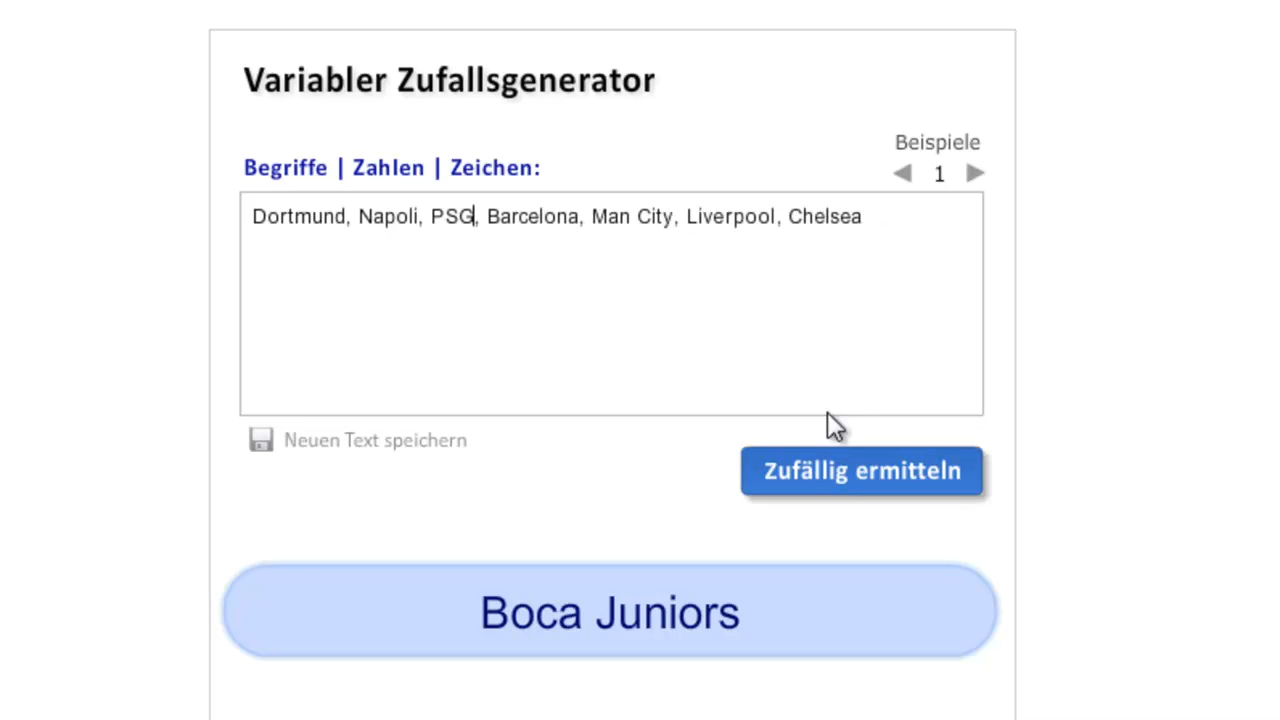 Variabler Zufallsgenerator
Beispiele
Begriffe | Zahlen | Zeichen:
1
Dortmund, Napoli, PSG, Barcelona, Man City, Liverpool, Chelsea
Neuen Text speichern
Zufällig ermitteln
Boca Juniors